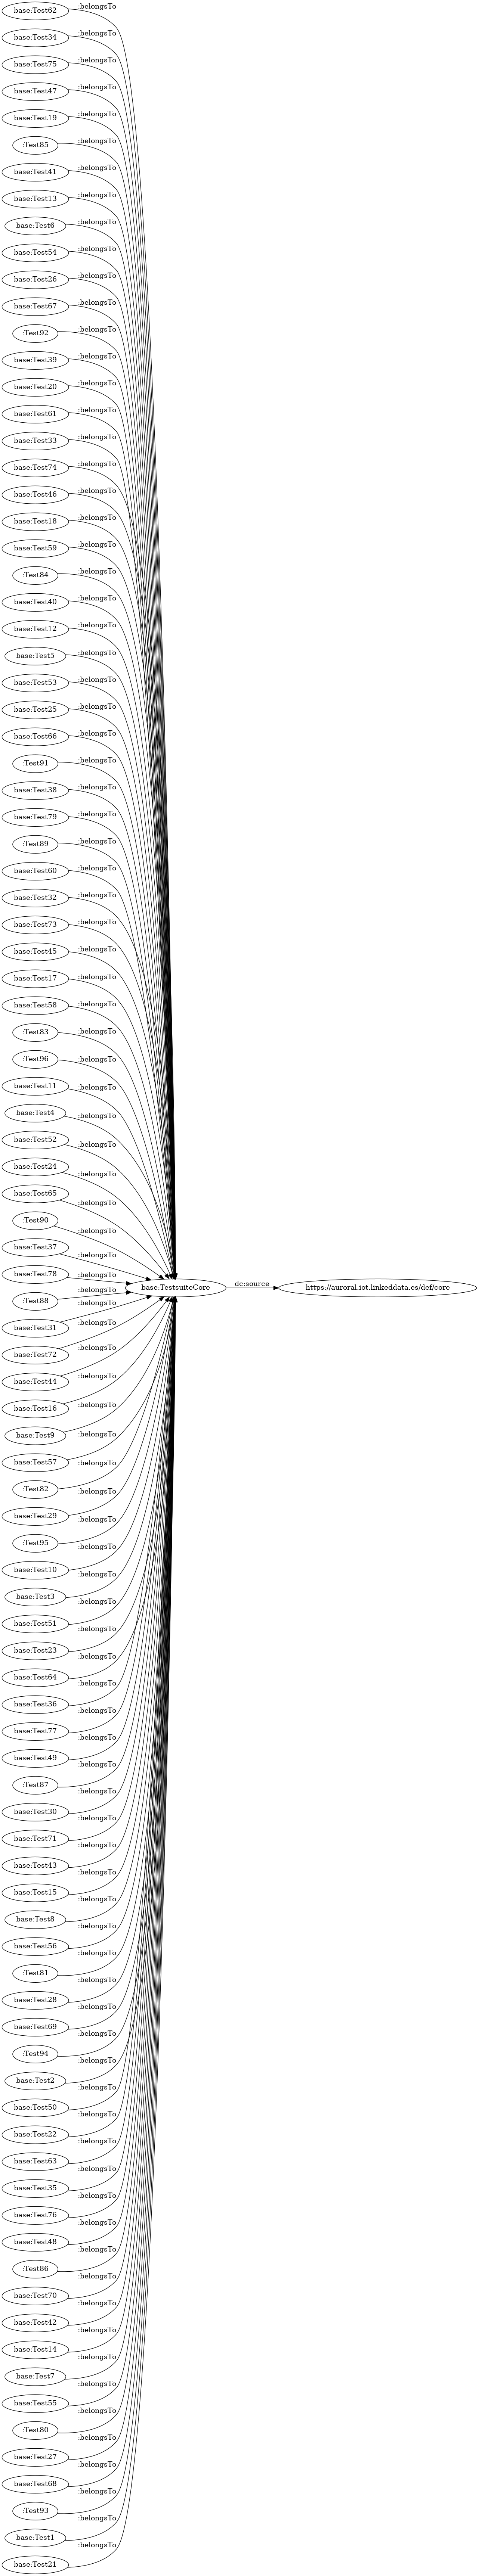 base:Test62 :belongsTo
base:Test34 :belongsTo
base:Test75 :belongsTo
base:Test47 :belongsTo
base:Test19 :belongsTo
:Test85 :belongsTo
base:Test41 :belongsTo
base:Test13 :belongsTo
base:Test6 :belongsTo
base:Test54 :belongsTo
base:Test26 :belongsTo
base:Test67 :belongsTo
:Test92 :belongsTo
base:Test39 :belongsTo
base:Test20 :belongsTo
base:Test61 :belongsTo
base:Test33 :belongsTo
base:Test74 :belongsTo
base:Test46 :belongsTo
base:Test18 :belongsTo
base:Test59 :belongsTo
:Test84 :belongsTo
base:Test40 :belongsTo
base:Test12 :belongsTo
base:Test5 :belongsTo
base:Test53 :belongsTo
base:Test25 :belongsTo
base:Test66 :belongsTo
:Test91 :belongsTo
base:Test38 :belongsTo
base:Test79 :belongsTo
:Test89 :belongsTo
base:Test60 :belongsTo
base:Test32 :belongsTo
base:Test73 :belongsTo
base:Test45 :belongsTo
base:Test17 :belongsTo
base:Test58 :belongsTo
:Test83 :belongsTo
:Test96 :belongsTo
base:Test11 :belongsTo
base:Test4 :belongsTo
base:Test52 :belongsTo
base:Test24 :belongsTo
base:Test65 :belongsTo
:Test90 :belongsTo
base:Test37 :belongsTo
base:Test78 :belongsTo
base:TestsuiteCore dc:source https://auroral.iot.linkeddata.es/def/core
:Test88 :belongsTo
base:Test31 :belongsTo
base:Test72 :belongsTo
base:Test44 :belongsTo
base:Test16 :belongsTo
base:Test9 :belongsTo
base:Test57 :belongsTo
:Test82 :belongsTo
base:Test29 :belongsTo
:Test95 :belongsTo
base:Test10 :belongsTo
base:Test3 :belongsTo
base:Test51 :belongsTo
base:Test23 :belongsTo
base:Test64 :belongsTo
base:Test36 :belongsTo
base:Test77 :belongsTo
base:Test49 :belongsTo
:Test87 :belongsTo
base:Test30 :belongsTo
base:Test71 :belongsTo
base:Test43 :belongsTo
base:Test15 :belongsTo
base:Test8 :belongsTo
base:Test56 :belongsTo
:Test81 :belongsTo
base:Test28 :belongsTo
base:Test69 :belongsTo
:Test94 :belongsTo
base:Test2 :belongsTo
base:Test50 :belongsTo
base:Test22 :belongsTo
base:Test63 :belongsTo
base:Test35 :belongsTo
base:Test76 :belongsTo
base:Test48 :belongsTo
:Test86 :belongsTo
base:Test70 :belongsTo
base:Test42 :belongsTo
base:Test14 :belongsTo
base:Test7 :belongsTo
base:Test55 :belongsTo
:Test80 :belongsTo
base:Test27 :belongsTo
base:Test68 :belongsTo
:Test93 :belongsTo
base:Test1 :belongsTo
base:Test21 :belongsTo